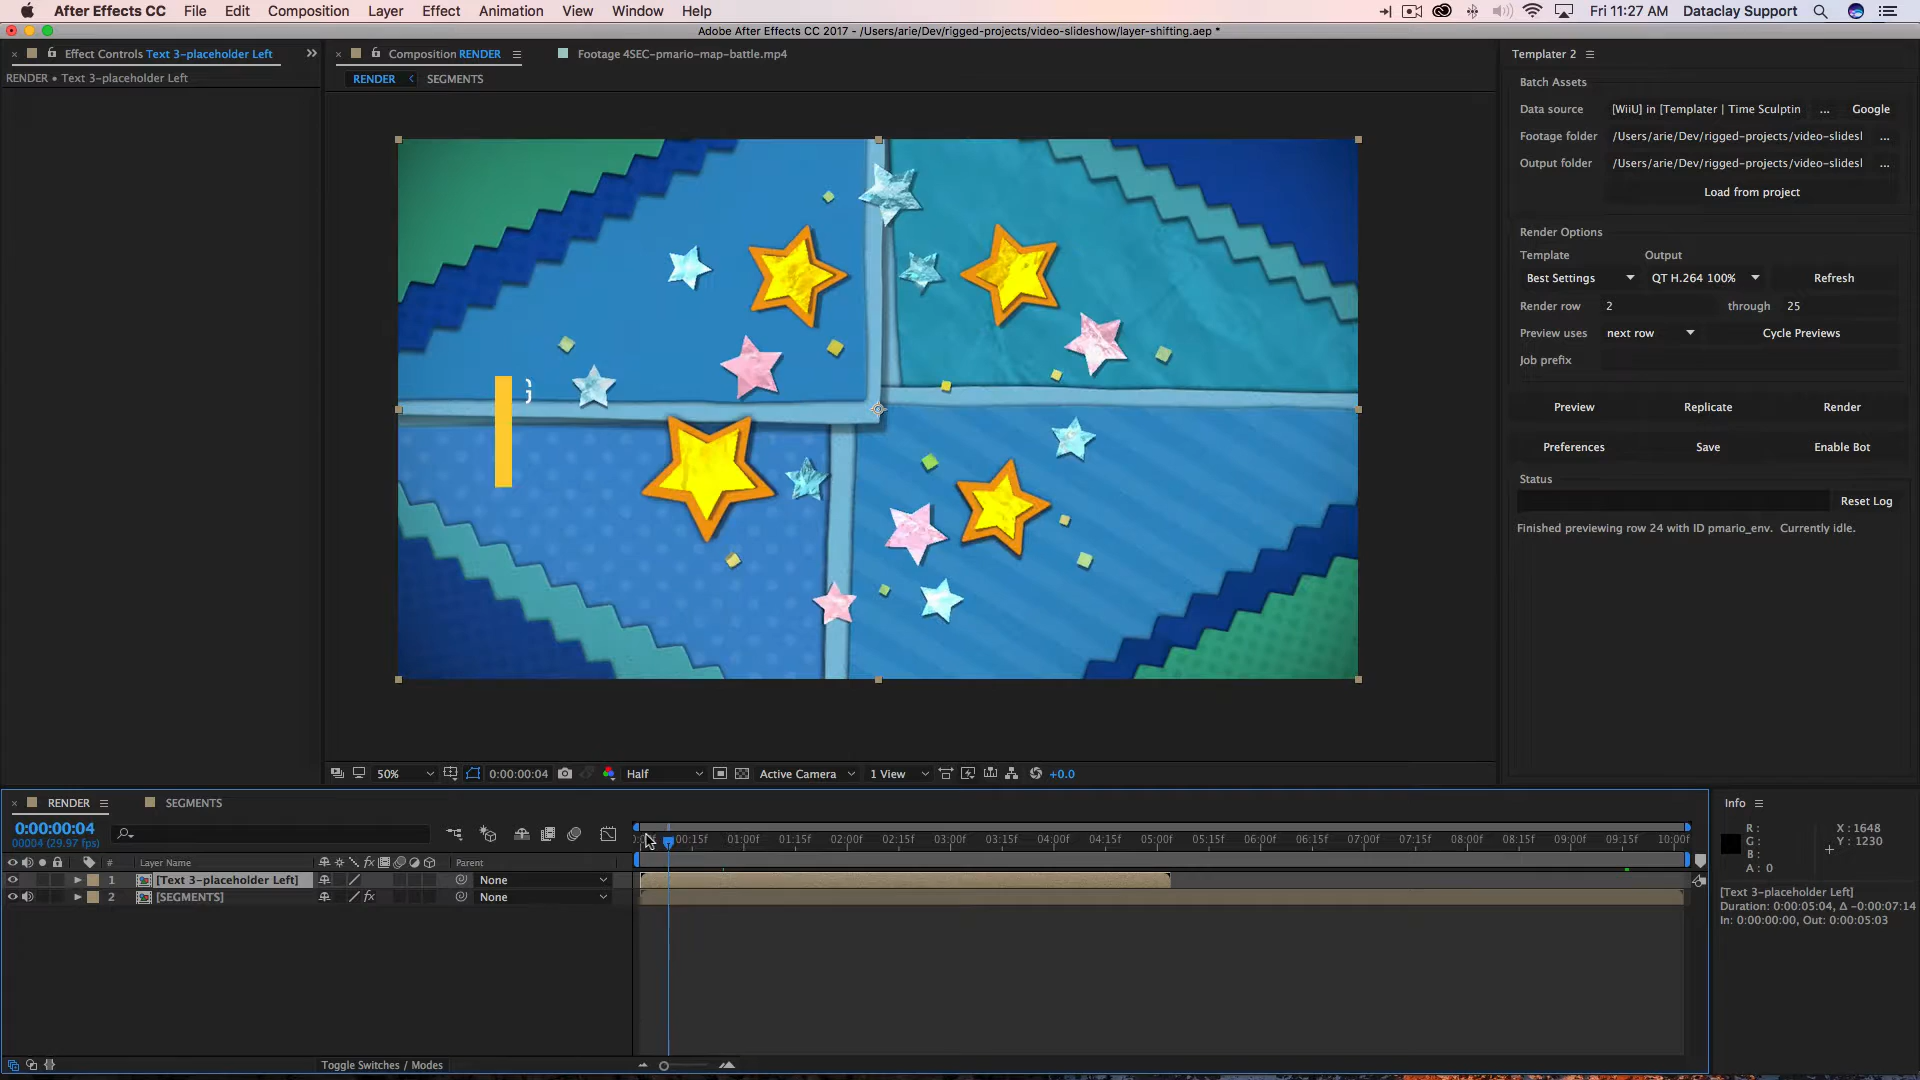 After Effects CC File Edit Composition Layer Effect Animation View Window Help Fri 11:27 AM Dataclay Support
Adobe After Effects CC 2017 - /Users/arie/Dev/rigged-projects/video-slideshow/layer-shifting.aep *
Effect Controls Text 3-placeholder Left
RENDER • Text 3-placeholder Left
Composition RENDER
Footage 4SEC-pmario-map-battle.mp4
RENDER SEGMENTS
G
50% 0:00:00:04 Half Active Camera 1 View +0.0
Templater 2
Batch Assets
Data source [WiiU] in [Templater | Time Sculptin ... Google
Footage folder /Users/arie/Dev/rigged-projects/video-slidesl ...
Output folder /Users/arie/Dev/rigged-projects/video-slidesl ...
Load from project
Render Options
Template Output
Best Settings QT H.264 100% Refresh
Render row 2 through 25
Preview uses next row Cycle Previews
Job prefix
Preview Replicate Render
Preferences Save Enable Bot
Status
Reset Log
Finished previewing row 24 with ID pmario_env. Currently idle.
RENDER SEGMENTS
0:00:00:04
00004 (29.97 fps)
00:15f 01:00f 01:15f 02:00f 02:15f 03:00f 03:15f 04:00f 04:15f 05:00f 05:15f 06:00f 06:15f 07:00f 07:15f 08:00f 08:15f 09:00f 09:15f 10:00f
# Layer Name fx Parent
1 [Text 3-placeholder Left] None
2 [SEGMENTS] fx None
Toggle Switches / Modes
Info
R: X: 1648
G: Y: 1230
B:
A: 0
[Text 3-placeholder Left]
Duration: 0:00:05:04, Δ -0:00:07:14
In: 0:00:00:00, Out: 0:00:05:03